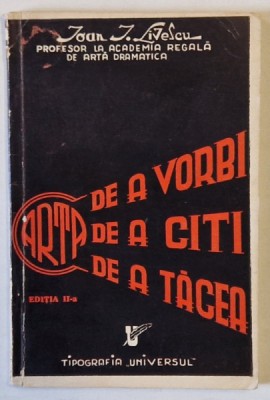 Ioan I. Livescu
PROFESOR LA ACADEMIA REGALĂ
DE ARTĂ DRAMATICA
ARTA
DE A VORBI
DE A CITI
DE A TĂCEA
EDIȚIA II-a
TIPOGRAFIA „UNIVERSUL"